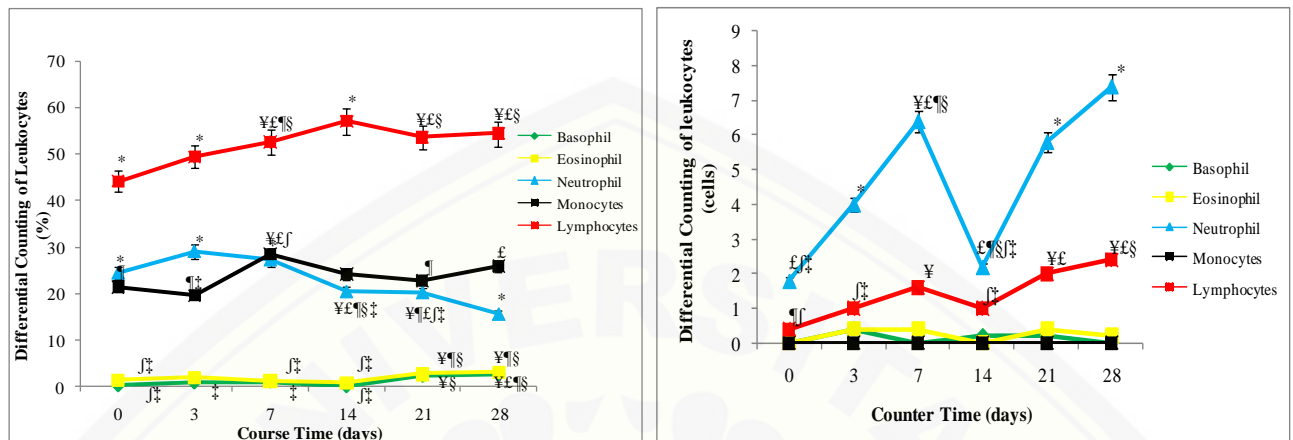 Differential Counting of Leukocytes
(%)
70
60
50
40
30
20
10
0
*
*
¥£¶§
*
¥£§
¥£§
*
¶
*
¶‡
¥£ʃ
¥£¶§‡
¶
¥¶£ʃ‡
£
*
ʃ‡
ʃ‡
ʃ‡
¥¶§
¥¶§
ʃ‡
‡
‡
ʃ‡
¥§
¥£¶§
0 3 7 14 21 28
Course Time (days)
Basophil
Eosinophil
Neutrophil
Monocytes
Lymphocytes
Differential Counting of leukocytes
(cells)
9
8
7
6
5
4
3
2
1
0
£ʃ‡
*
¥£¶§
£¶§ʃ‡
*
*
¶ʃ
ʃ‡
¥
ʃ‡
¥£
¥£§
0 3 7 14 21 28
Counter Time (days)
Basophil
Eosinophil
Neutrophil
Monocytes
Lymphocytes